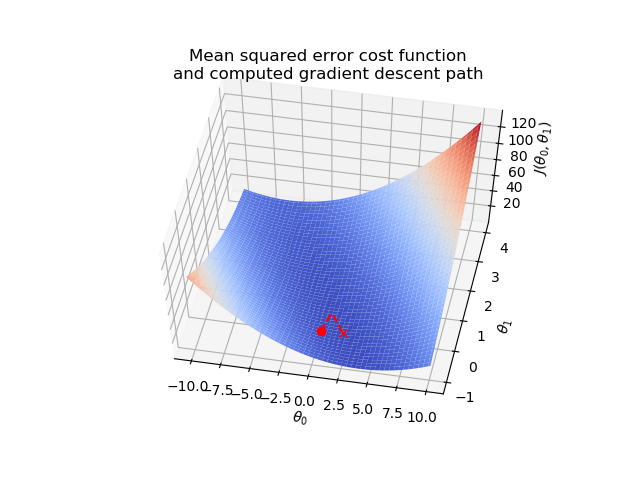 Mean squared error cost function
and computed gradient descent path
120
100
80
60
40
20
J(θ₀, θ₁)
4
3
2
1
0
−1
θ₁
−10.0 −7.5 −5.0 −2.5 0.0 2.5 5.0 7.5 10.0
θ₀